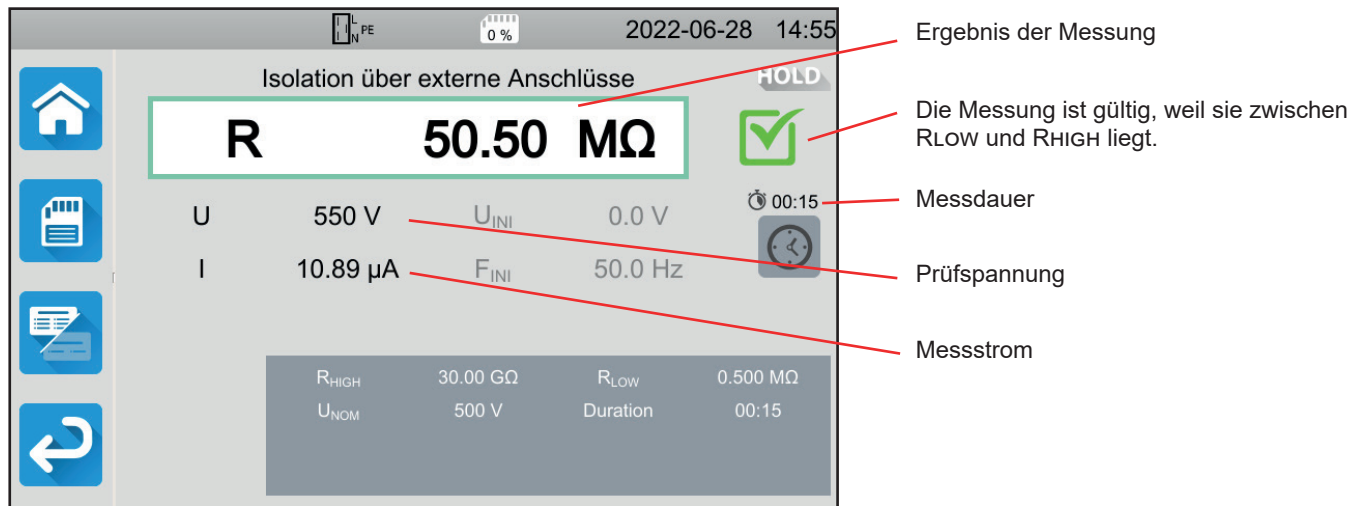 L
N PE
0 %
2022-06-28 14:55
Isolation über externe Anschlüsse
HOLD
R 50.50 MΩ
U 550 V UINI 0.0 V
00:15
I 10.89 µA FINI 50.0 Hz
RHIGH 30.00 GΩ RLOW 0.500 MΩ
UNOM 500 V Duration 00:15
Ergebnis der Messung
Die Messung ist gültig, weil sie zwischen
RLOW und RHIGH liegt.
Messdauer
Prüfspannung
Messstrom